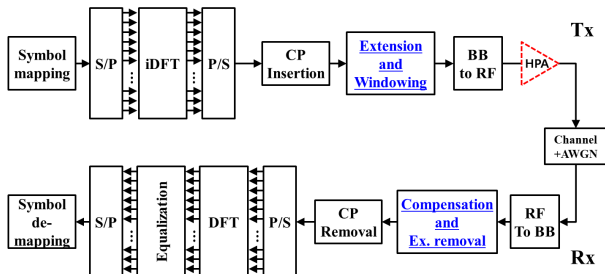 Symbol
mapping
S/P
iDFT
P/S
CP
Insertion
Extension
and
Windowing
BB
to RF
HPA
Tx
Channel
+AWGN
Symbol
de-
mapping
S/P
Equalization
DFT
P/S
CP
Removal
Compensation
and
Ex. removal
RF
To BB
Rx